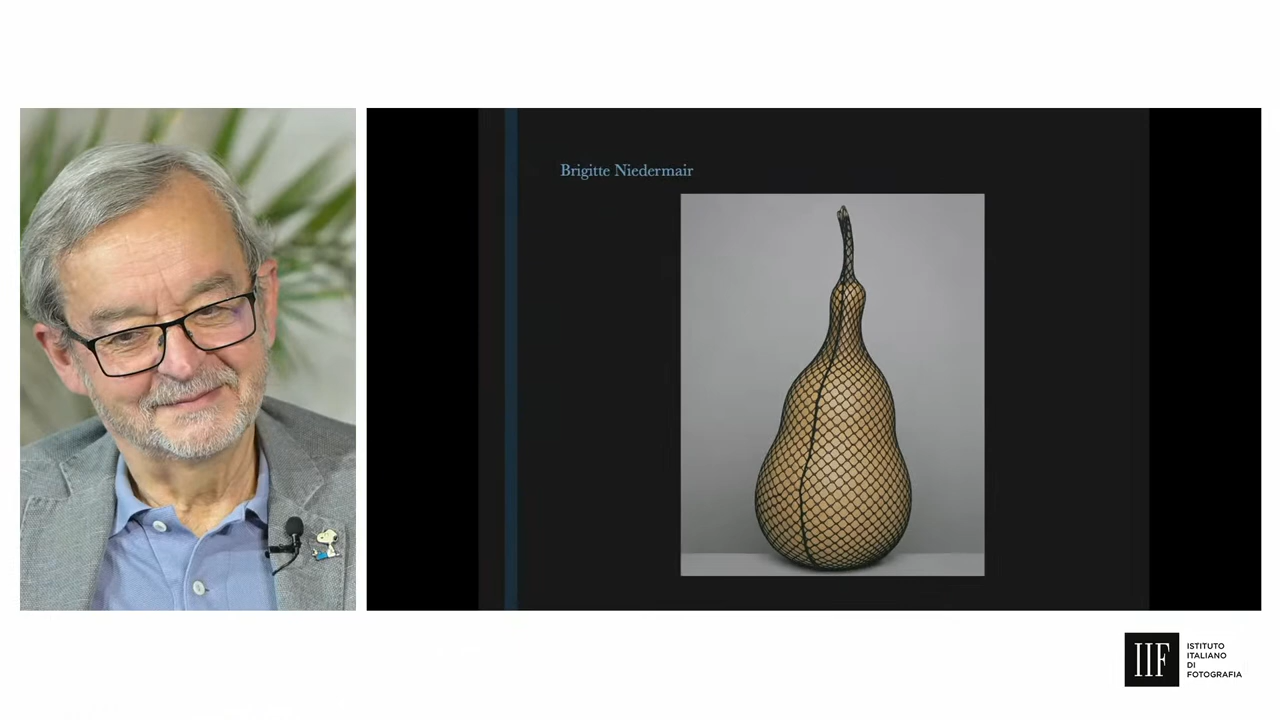 Brigitte Niedermair
IIF
ISTITUTO
ITALIANO
DI
FOTOGRAFIA